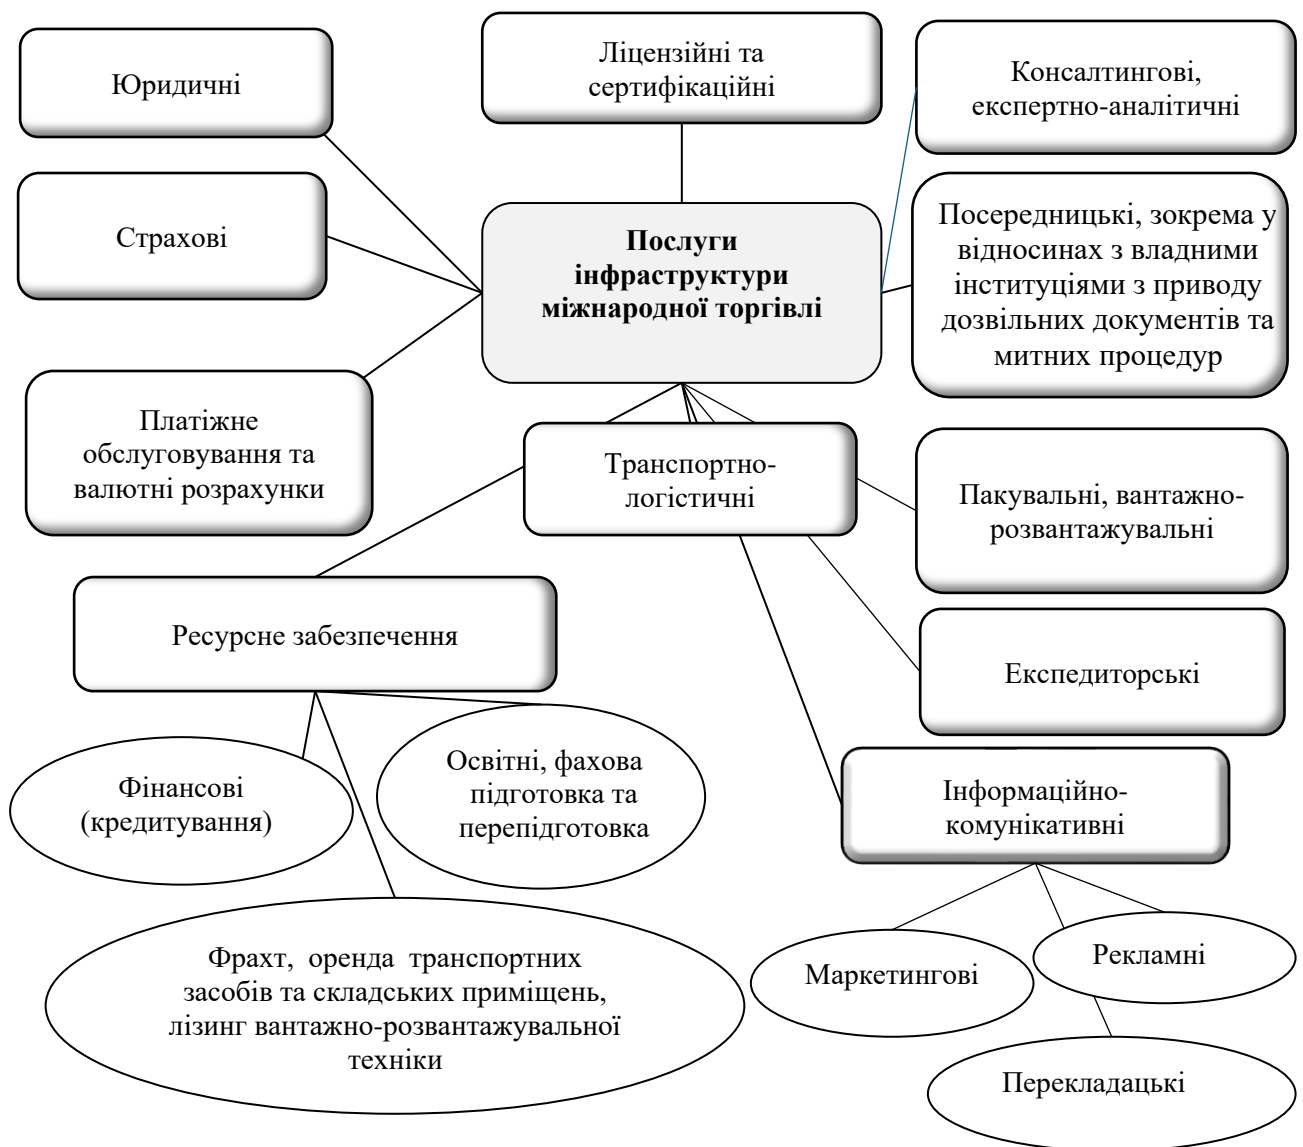 Юридичні
Ліцензійні та
сертифікаційні
Консалтингові,
експертно-аналітичні
Страхові
Послуги
інфраструктури
міжнародної торгівлі
Посередницькі, зокрема у
відносинах з владними
інституціями з приводу
дозвільних документів та
митних процедур
Платіжне
обслуговування та
валютні розрахунки
Транспортно-
логістичні
Пакувальні, вантажно-
розвантажувальні
Ресурсне забезпечення
Експедиторські
Фінансові
(кредитування)
Освітні, фахова
підготовка та
перепідготовка
Інформаційно-
комунікативні
Фрахт, оренда транспортних
засобів та складських приміщень,
лізинг вантажно-розвантажувальної
техніки
Маркетингові
Рекламні
Перекладацькі